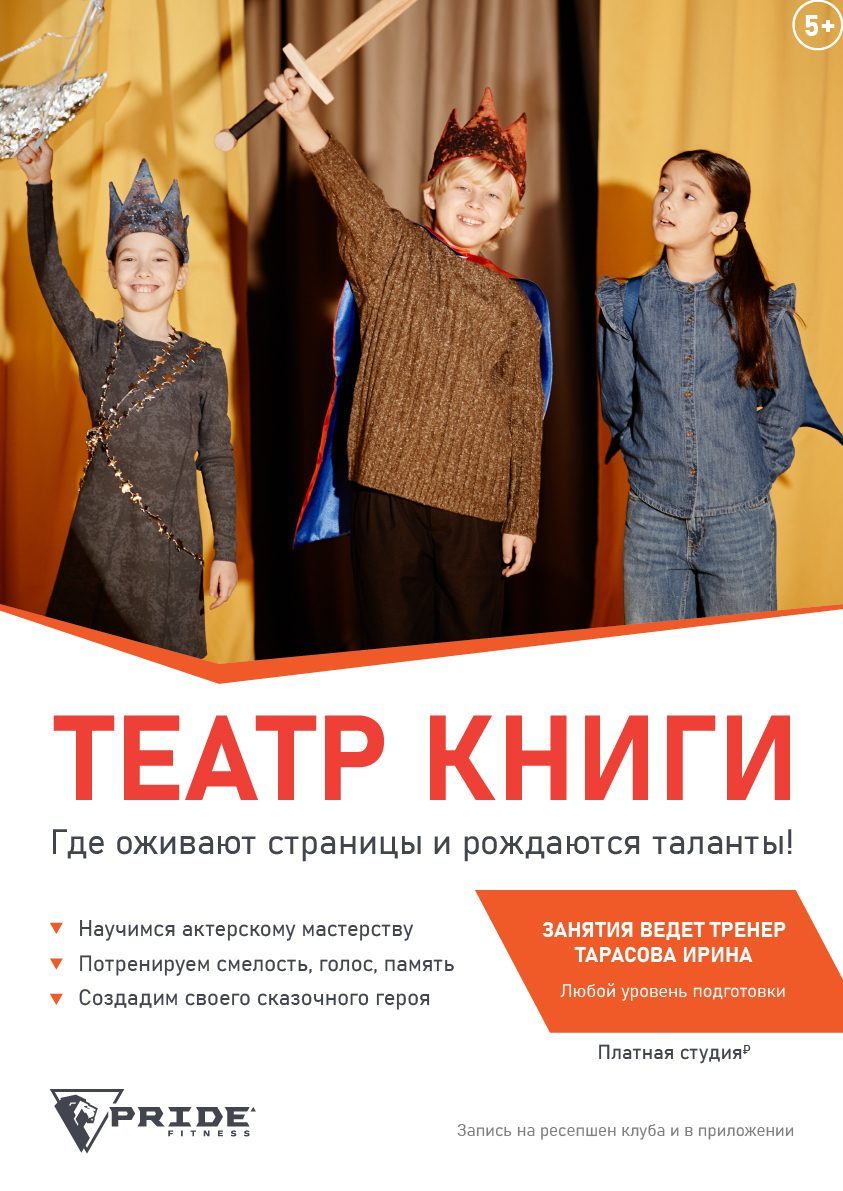 5+
ТЕАТР КНИГИ
Где оживают страницы и рождаются таланты!
Научимся актерскому мастерству
Потренируем смелость, голос, память
Создадим своего сказочного героя
ЗАНЯТИЯ ВЕДЕТ ТРЕНЕР
ТАРАСОВА ИРИНА
Любой уровень подготовки
Платная студия₽
PRIDE
FITNESS
Запись на ресепшен клуба и в приложении